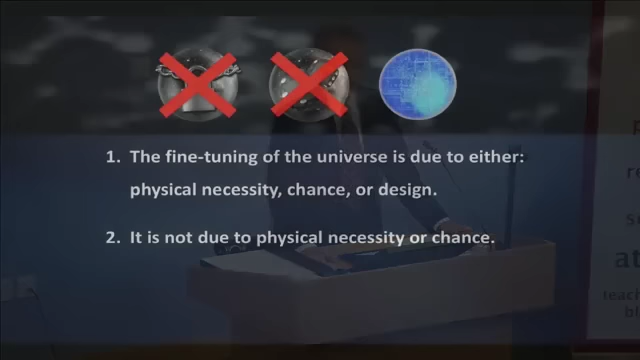 1. The fine-tuning of the universe is due to either:
physical necessity, chance, or design.
2. It is not due to physical necessity or chance.